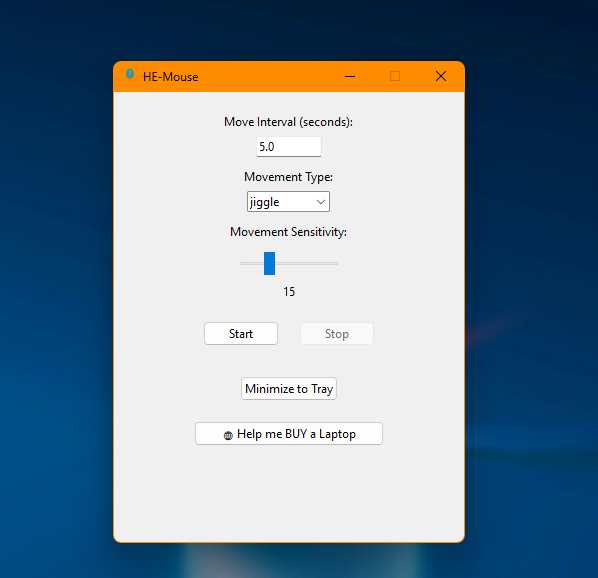 HE-Mouse
Move Interval (seconds):
5.0
Movement Type:
jiggle
Movement Sensitivity:
15
Start Stop
Minimize to Tray
Help me BUY a Laptop